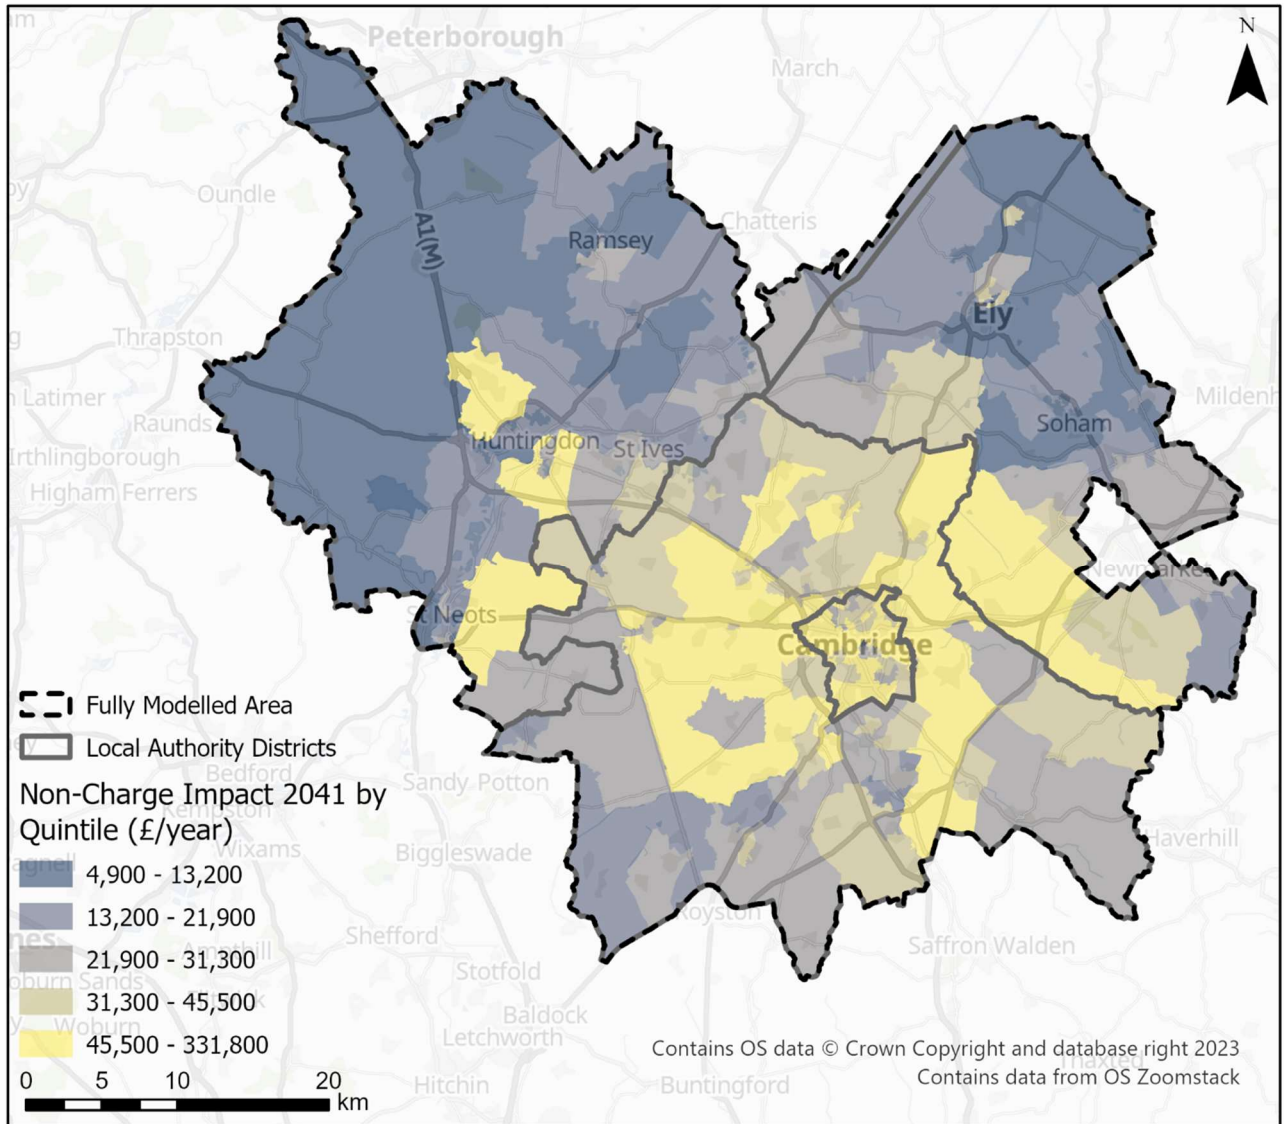 N
Peterborough
March
Oundle
A1(M)
Chatteris
Ramsey
Ely
Thrapston
Latimer
Raunds
Irthlingborough
Higham Ferrers
Huntingdon
St Ives
Soham
Mildenh
Newmarket
St Neots
Cambridge
Fully Modelled Area
Local Authority Districts
Bedford
Kempston
Sandy Potton
Non-Charge Impact 2041 by
Quintile (£/year)
Wixams
Biggleswade
Haverhill
4,900 - 13,200
13,200 - 21,900
Royston
Ampthill
Shefford
Saffron Walden
21,900 - 31,300
Stotfold
31,300 - 45,500
Woburn
Baldock
Letchworth
45,500 - 331,800
Contains OS data © Crown Copyright and database right 2023
Thaxted
Contains data from OS Zoomstack
Hitchin
Buntingford
0 5 10 20
km